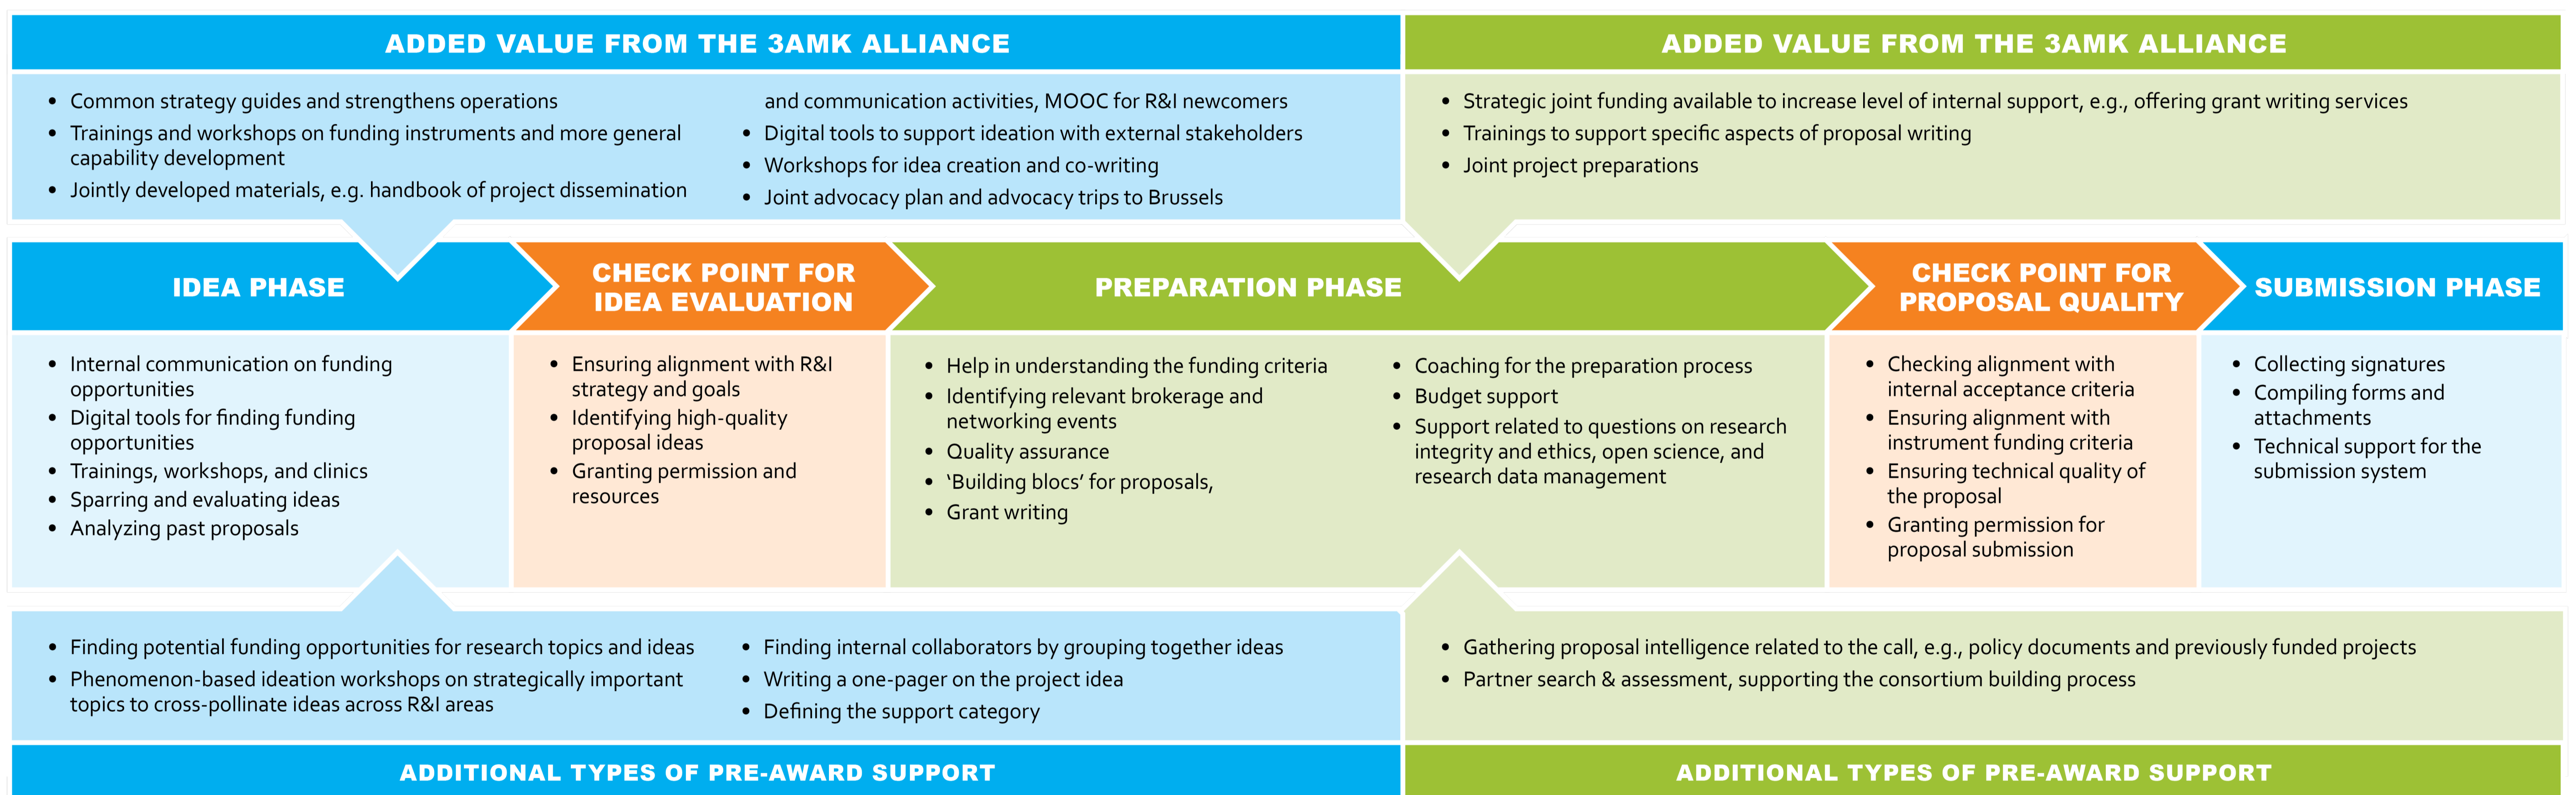 ADDED VALUE FROM THE 3AMK ALLIANCE
• Common strategy guides and strengthens operations
• Trainings and workshops on funding instruments and more general
capability development
• Jointly developed materials, e.g. handbook of project dissemination
and communication activities, MOOC for R&I newcomers
• Digital tools to support ideation with external stakeholders
• Workshops for idea creation and co-writing
• Joint advocacy plan and advocacy trips to Brussels
ADDED VALUE FROM THE 3AMK ALLIANCE
• Strategic joint funding available to increase level of internal support, e.g., offering grant writing services
• Trainings to support specific aspects of proposal writing
• Joint project preparations
IDEA PHASE
• Internal communication on funding
opportunities
• Digital tools for finding funding
opportunities
• Trainings, workshops, and clinics
• Sparring and evaluating ideas
• Analyzing past proposals
CHECK POINT FOR
IDEA EVALUATION
• Ensuring alignment with R&I
strategy and goals
• Identifying high-quality
proposal ideas
• Granting permission and
resources
PREPARATION PHASE
• Help in understanding the funding criteria
• Identifying relevant brokerage and
networking events
• Quality assurance
• ‘Building blocs’ for proposals,
• Grant writing
• Coaching for the preparation process
• Budget support
• Support related to questions on research
integrity and ethics, open science, and
research data management
CHECK POINT FOR
PROPOSAL QUALITY
• Checking alignment with
internal acceptance criteria
• Ensuring alignment with
instrument funding criteria
• Ensuring technical quality of
the proposal
• Granting permission for
proposal submission
SUBMISSION PHASE
• Collecting signatures
• Compiling forms and
attachments
• Technical support for the
submission system
• Finding potential funding opportunities for research topics and ideas
• Phenomenon-based ideation workshops on strategically important
topics to cross-pollinate ideas across R&I areas
• Finding internal collaborators by grouping together ideas
• Writing a one-pager on the project idea
• Defining the support category
ADDITIONAL TYPES OF PRE-AWARD SUPPORT
• Gathering proposal intelligence related to the call, e.g., policy documents and previously funded projects
• Partner search & assessment, supporting the consortium building process
ADDITIONAL TYPES OF PRE-AWARD SUPPORT